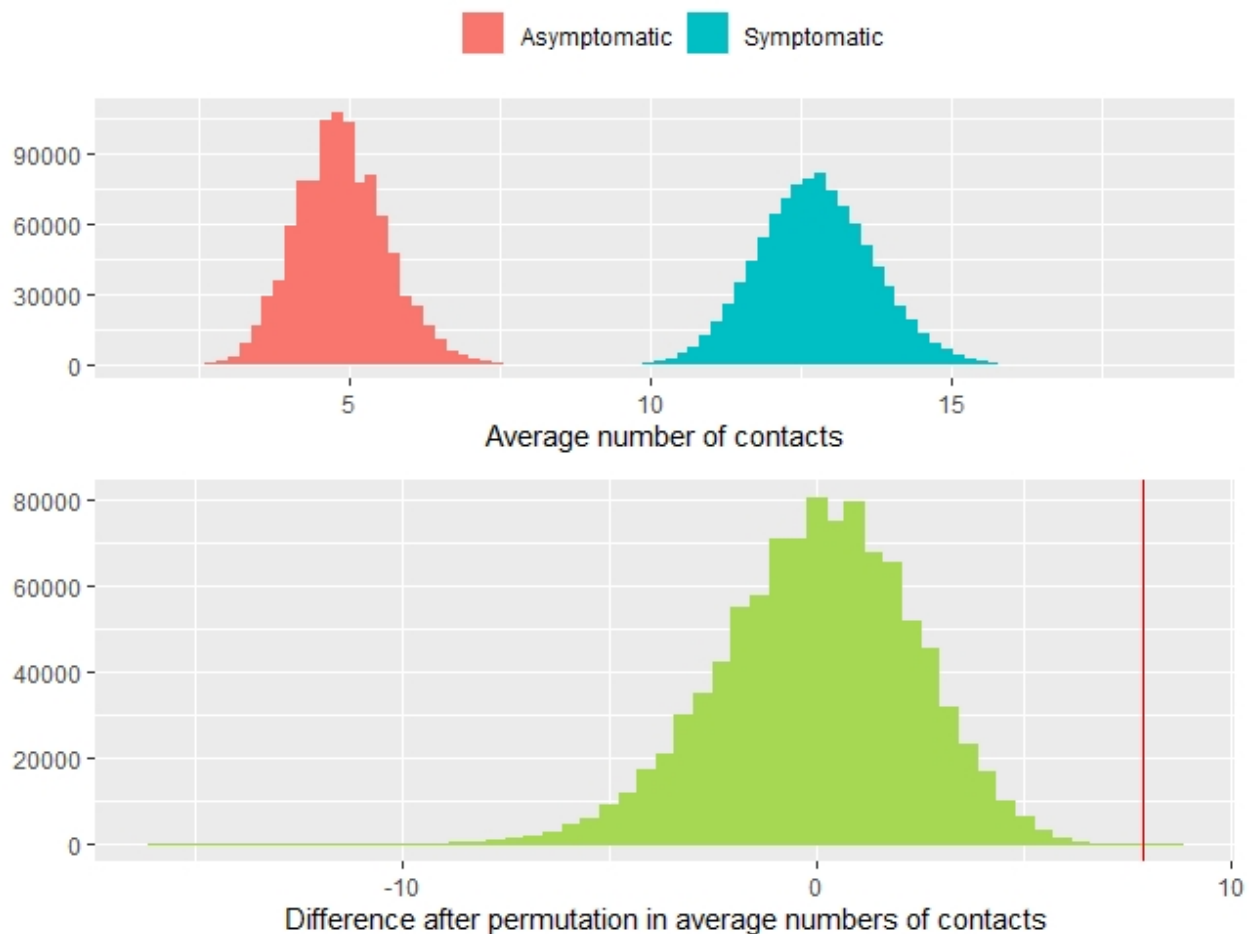 Asymptomatic Symptomatic
90000
60000
30000
0
5 10 15
Average number of contacts
80000
60000
40000
20000
0
-10 0 10
Difference after permutation in average numbers of contacts